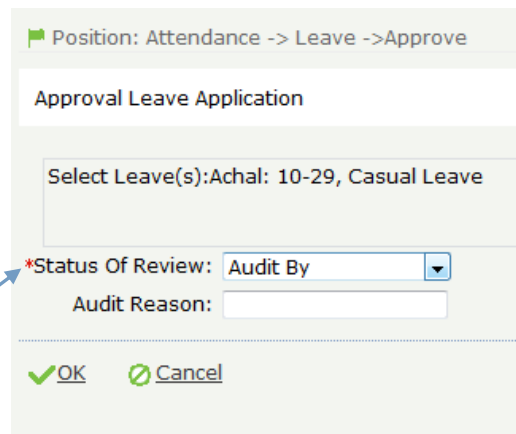 Position: Attendance -> Leave ->Approve
Approval Leave Application
Select Leave(s):Achal: 10-29, Casual Leave
*Status Of Review: Audit By
Audit Reason:
OK Cancel